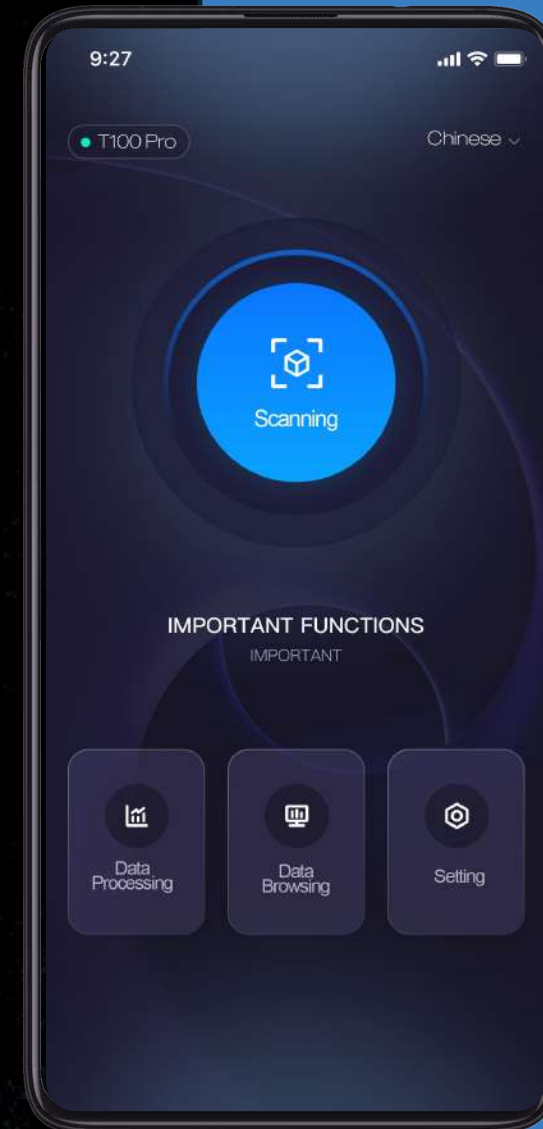 9:27
T100 Pro
Chinese
Scanning
IMPORTANT FUNCTIONS
IMPORTANT
Data
Processing
Data
Browsing
Setting